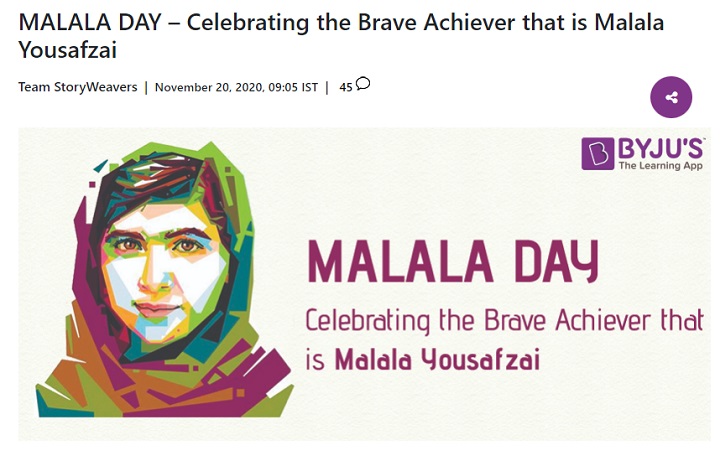 MALALA DAY – Celebrating the Brave Achiever that is Malala
Yousafzai
Team StoryWeavers | November 20, 2020, 09:05 IST | 45
BYJU'S
The Learning App
MALALA DAY
Celebrating the Brave Achiever that
is Malala Yousafzai